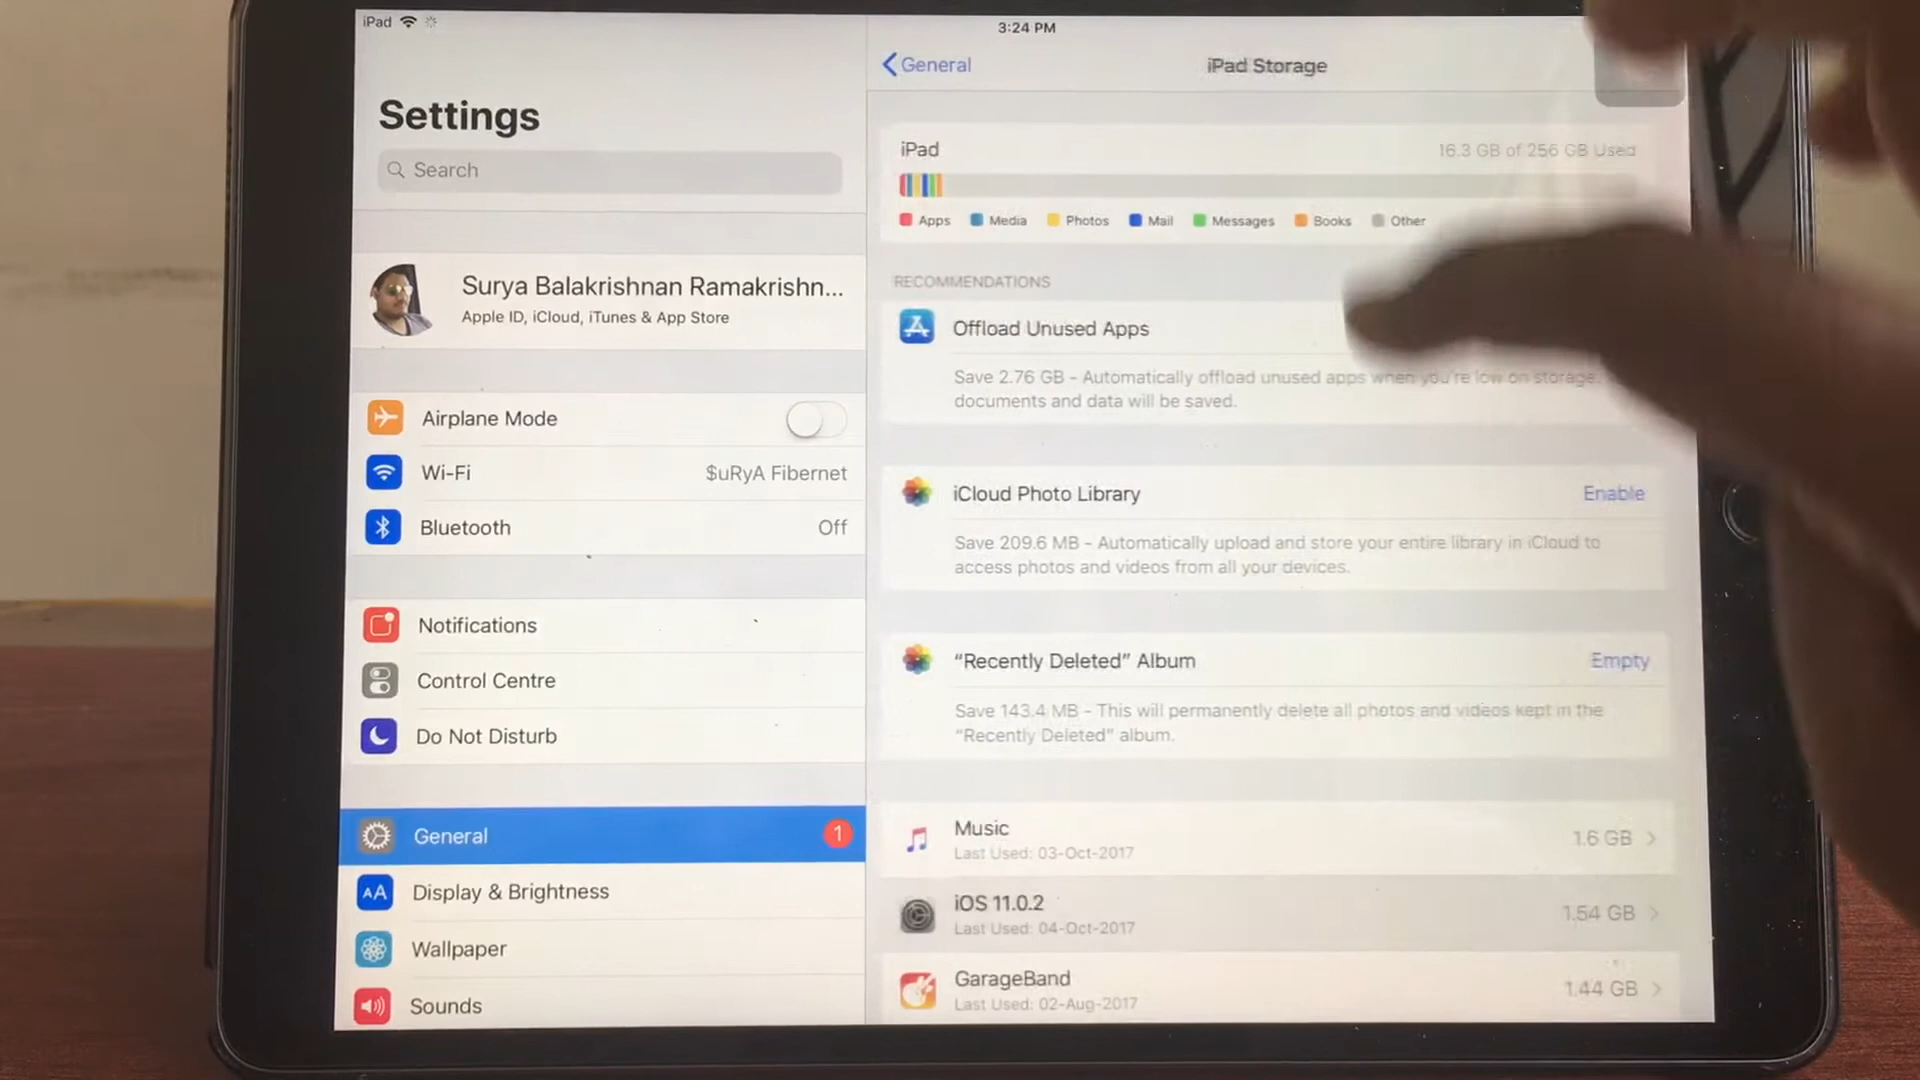 iPad
3:24 PM
Settings
Search
Surya Balakrishnan Ramakrishn...
Apple ID, iCloud, iTunes & App Store
Airplane Mode
Wi-Fi
$uRyA Fibernet
Bluetooth
Off
Notifications
Control Centre
Do Not Disturb
General
1
AA
Display & Brightness
Wallpaper
Sounds
General
iPad Storage
iPad
16.3 GB of 256 GB Used
Apps
Media
Photos
Mail
Messages
Books
Other
RECOMMENDATIONS
Offload Unused Apps
Save 2.76 GB - Automatically offload unused apps when you're low on storage.
documents and data will be saved.
iCloud Photo Library
Enable
Save 209.6 MB - Automatically upload and store your entire library in iCloud to
access photos and videos from all your devices.
“Recently Deleted” Album
Empty
Save 143.4 MB - This will permanently delete all photos and videos kept in the
“Recently Deleted” album.
Music
Last Used: 03-Oct-2017
1.6 GB
iOS 11.0.2
Last Used: 04-Oct-2017
1.54 GB
GarageBand
Last Used: 02-Aug-2017
1.44 GB